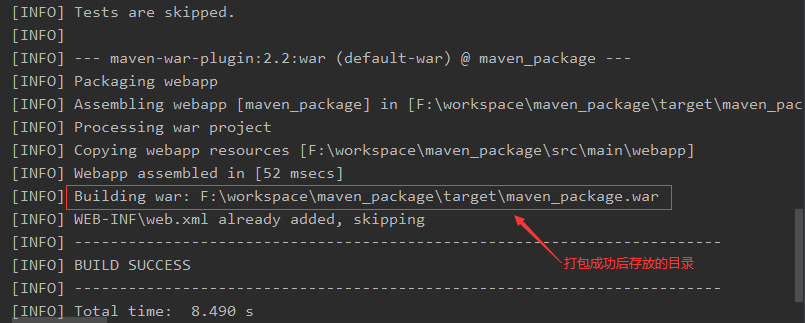 [INFO] Tests are skipped.
[INFO]
[INFO] --- maven-war-plugin:2.2:war (default-war) @ maven_package ---
[INFO] Packaging webapp
[INFO] Assembling webapp [maven_package] in [F:\workspace\maven_package\target\maven_pac
[INFO] Processing war project
[INFO] Copying webapp resources [F:\workspace\maven_package\src\main\webapp]
[INFO] Webapp assembled in [52 msecs]
[INFO] Building war: F:\workspace\maven_package\target\maven_package.war
[INFO] WEB-INF\web.xml already added, skipping
[INFO] ------------------------------------------------------------------------
[INFO] BUILD SUCCESS
打包成功后存放的目录
[INFO] ------------------------------------------------------------------------
[INFO] Total time:  8.490 s